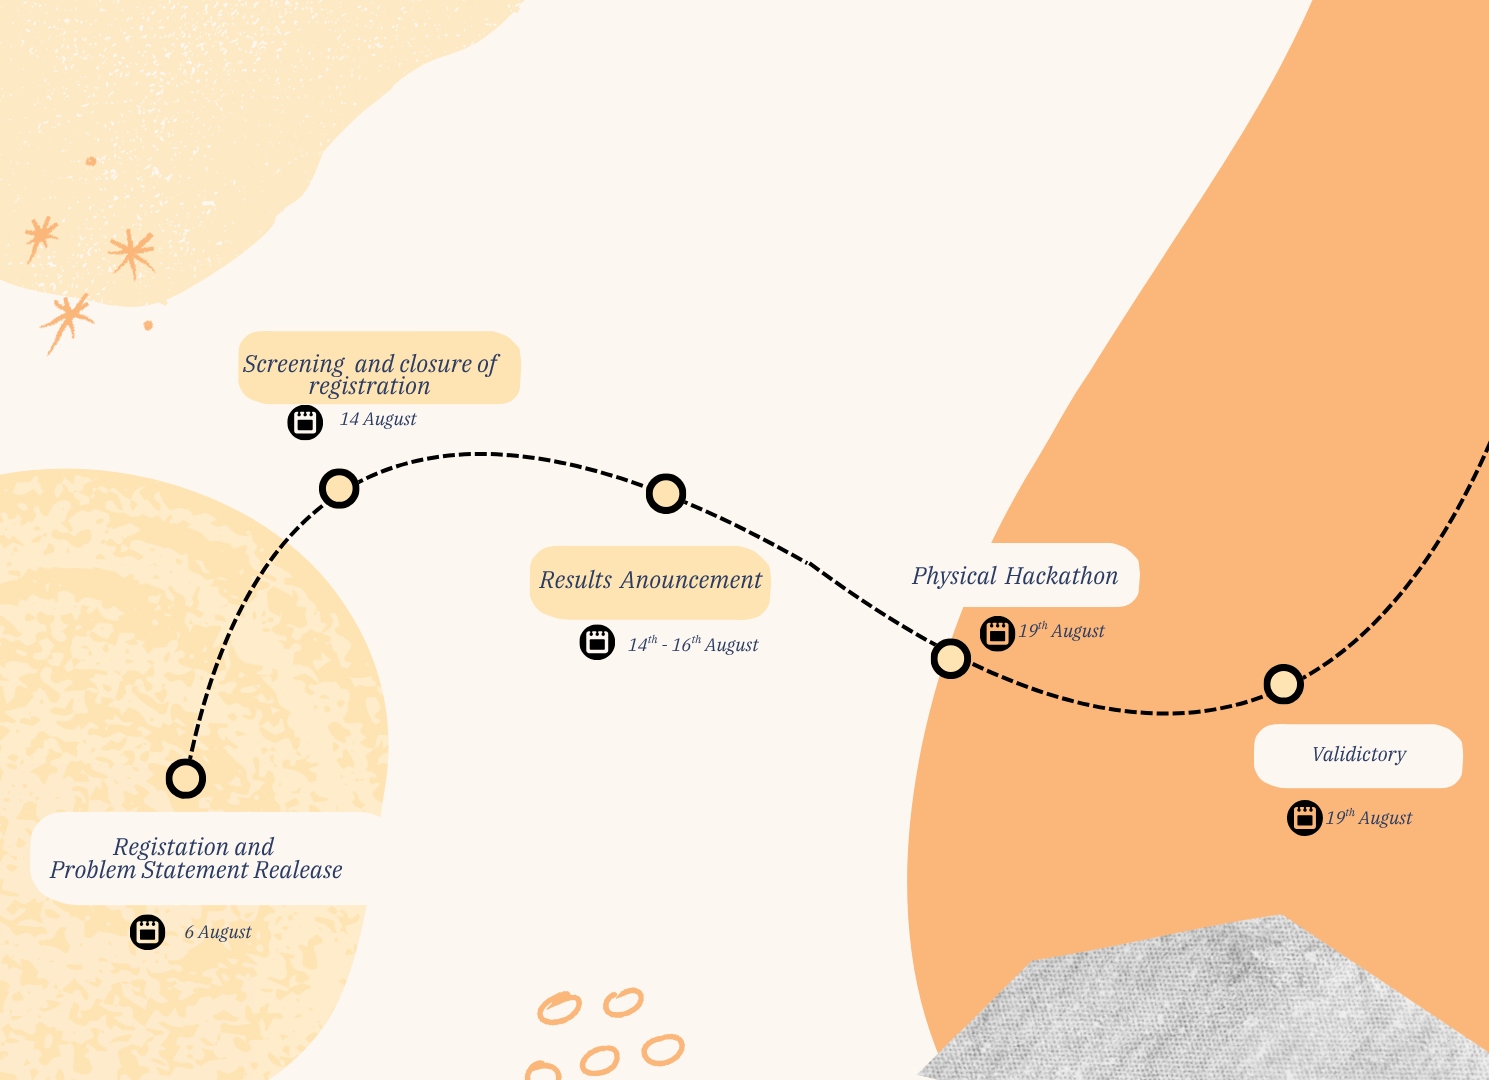 Screening and closure of
registration
14 August
Results Anouncement
14th - 16th August
Physical Hackathon
19th August
Validictory
19th August
Registation and
Problem Statement Realease
6 August